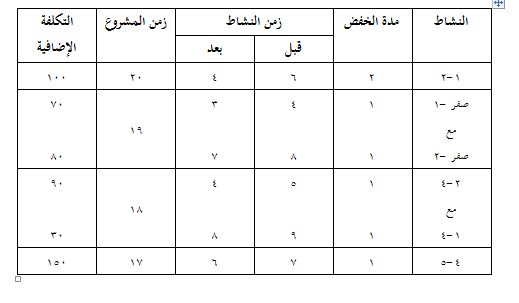 النشاط مدة الخفض زمن النشاط زمن المشروع التكلفة الإضافية
قبل بعد
١-٢ ٢ ٦ ٤ ٢٠ ١٠٠
صفر -١ ١ ٤ ٣ ٧٠
مع ١٩
صفر -٢ ١ ٨ ٧ ٨٠
٢-٤ ١ ٥ ٤ ٩٠
مع ١٨
١-٤ ١ ٩ ٨ ٣٠
٤-٥ ١ ٧ ٦ ١٧ ١٥٠